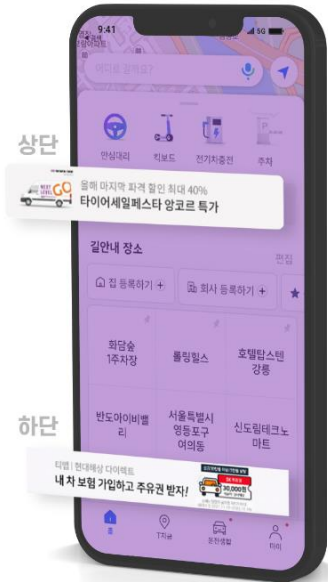 9:41
5G
어디로 갈까요?
상단
안심대리
킥보드
전기차충전
주차
NEXT LEVEL GO
올해 마지막 파격 할인 최대 40%
타이어세일페스타 앙코르 특가
길안내 장소
편집
집 등록하기 +
회사 등록하기 +
화담숲
1주차장
롤링힐스
호텔탑스텐
강릉
반도아이비밸
리
서울특별시
영등포구
여의동
신도림테크노
마트
하단
티맵 | 현대해상 다이렉트
내 차 보험 가입하고 주유권 받자!
30,000원
홈
T지금
운전생활
마이